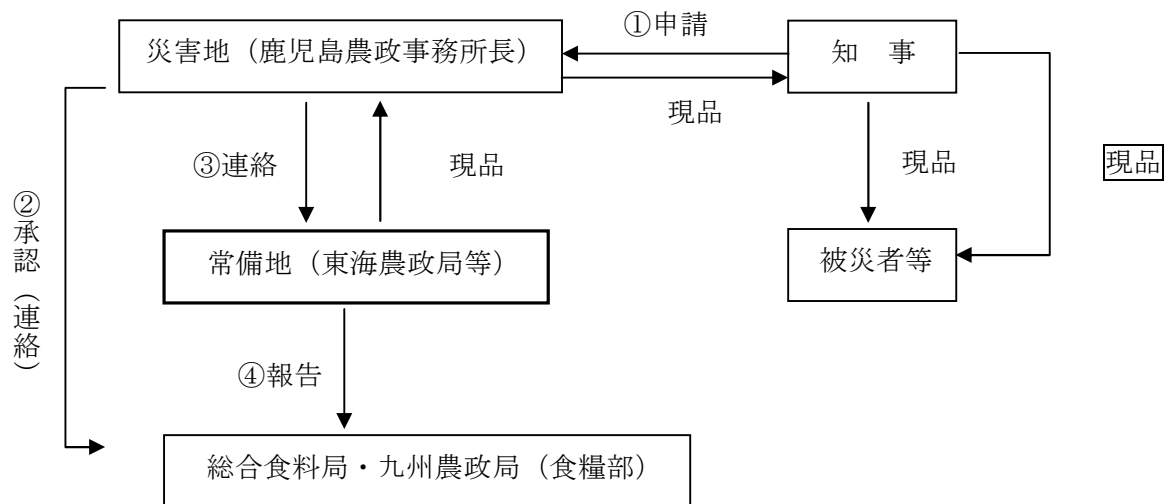 ①申請
災害地（鹿児島農政事務所長）
知　事
現品
③連絡
現品
現品
現品
②承認（連絡）
常備地（東海農政局等）
被災者等
④報告
総合食料局・九州農政局（食糧部）